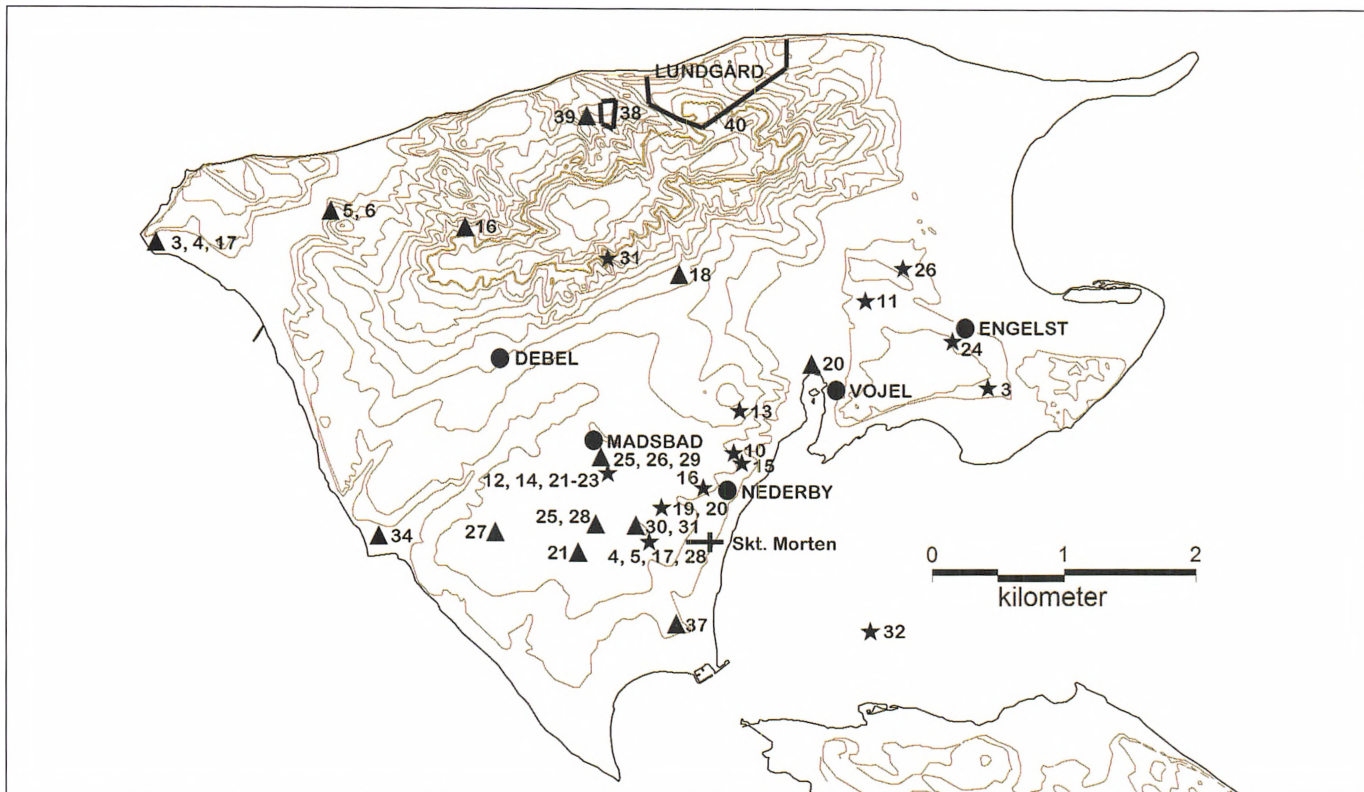 LUNDGÅRD
39
38
40
5, 6
16
3, 4, 17
31
18
26
11
ENGELST
24
DEBEL
20
VOJEL
3
13
MADSBAD
10
25, 26, 29
15
12, 14, 21-23
16
NEDERBY
19, 20
25, 28
30, 31
27
34
Skt. Morten
21
4, 5, 17, 28
0 1 2
kilometer
37
32